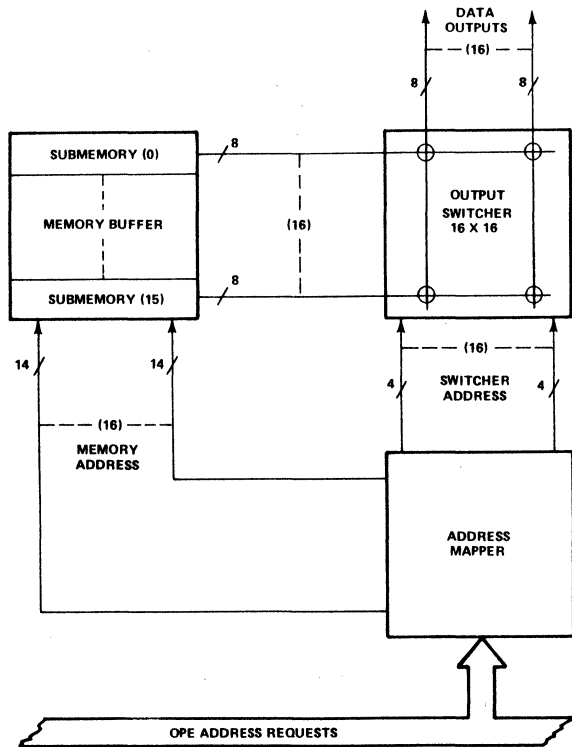 DATA
OUTPUTS
(16)
8
8
SUBMEMORY (0)
8
MEMORY BUFFER
(16)
OUTPUT
SWITCHER
16 X 16
SUBMEMORY (15)
8
14
14
(16)
4
SWITCHER
ADDRESS
4
(16)
MEMORY
ADDRESS
ADDRESS
MAPPER
OPE ADDRESS REQUESTS